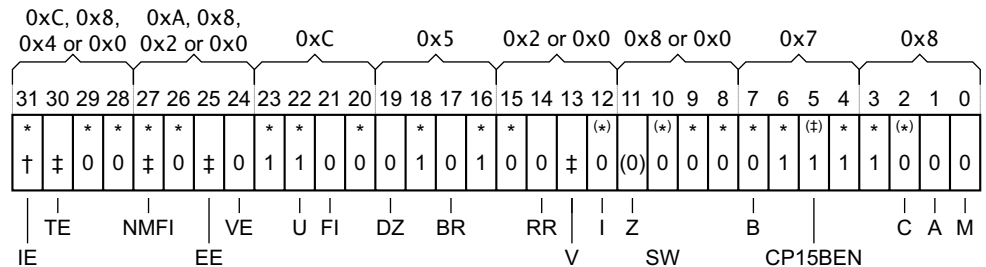 0xC, 0x8, 0xA, 0x8,
0x4 or 0x0 0x2 or 0x0 0xC 0x5 0x2 or 0x0 0x8 or 0x0 0x7 0x8
31 30 29 28 27 26 25 24 23 22 21 20 19 18 17 16 15 14 13 12 11 10 9 8 7 6 5 4 3 2 1 0
* * * * * * * * * * * (*) (*) * * * * (‡) * * (*)
† ‡ 0 0 ‡ 0 ‡ 0 1 1 0 0 0 1 0 1 0 0 ‡ 0 (0) 0 0 0 0 1 1 1 1 0 0 0
TE NMFI VE U FI DZ BR RR I Z B C A M
IE EE V SW CP15BEN